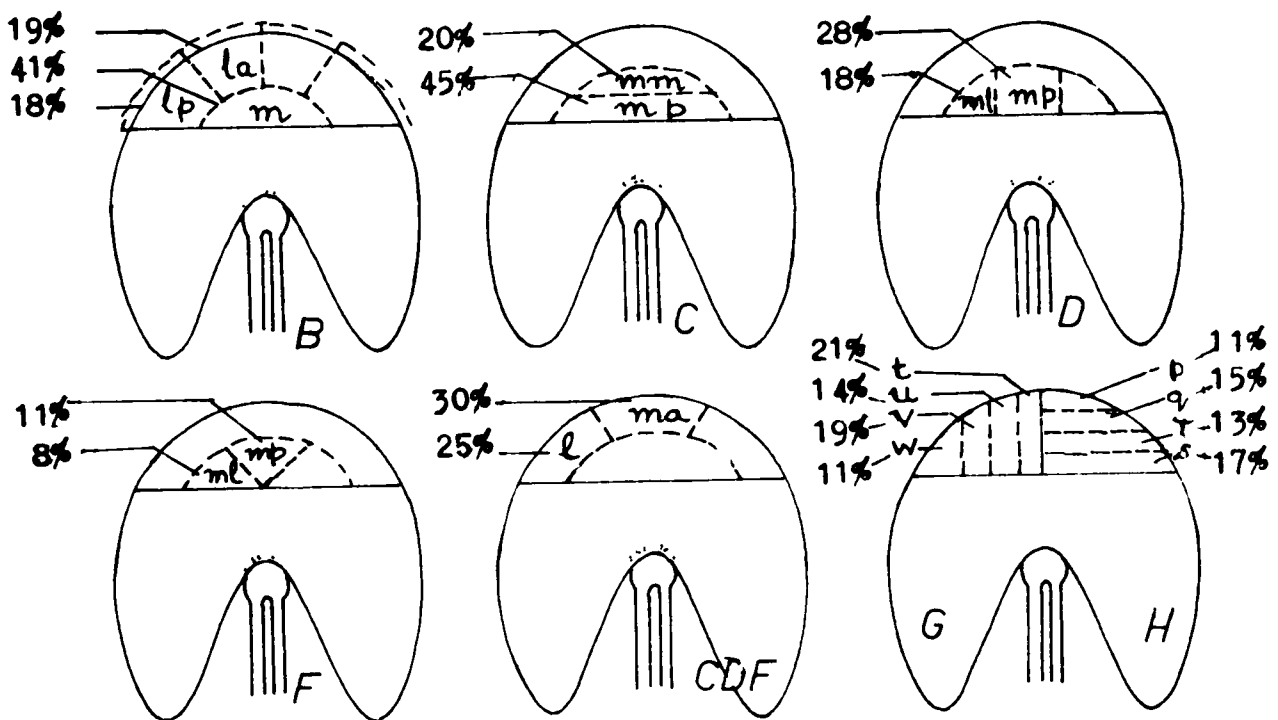 19%
41%
18%
la
lp
m
B
20%
45%
mm
mp
C
28%
18%
ml
mp
D
11%
8%
ml
mp
F
30%
25%
l
ma
CDF
21% t
14% u
19% v
11% w
p 11%
q 15%
r 13%
s 17%
G
H